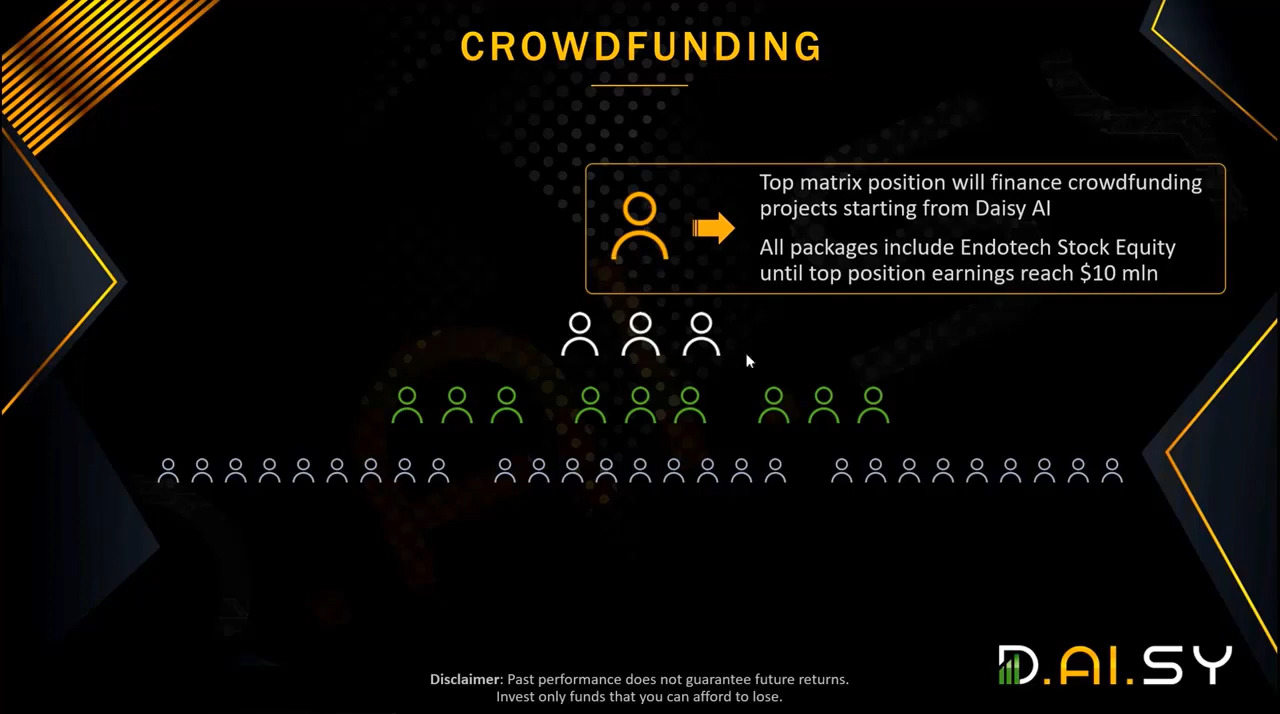 CROWDFUNDING
Top matrix position will finance crowdfunding
projects starting from Daisy AI
All packages include Endotech Stock Equity
until top position earnings reach $10 mln
Disclaimer: Past performance does not guarantee future returns.
Invest only funds that you can afford to lose.
D.AI.SY